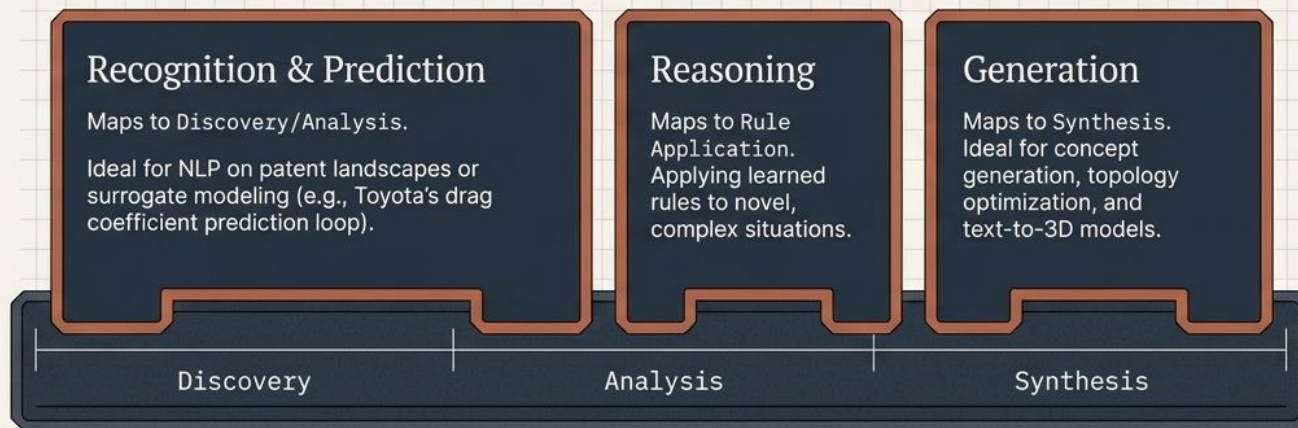 Recognition & Prediction
Maps to Discovery/Analysis.
Ideal for NLP on patent landscapes or
surrogate modeling (e.g., Toyota's drag
coefficient prediction loop).
Reasoning
Maps to Rule
Application.
Applying learned
rules to novel,
complex situations.
Generation
Maps to Synthesis.
Ideal for concept
generation, topology
optimization, and
text-to-3D models.
Discovery
Analysis
Synthesis